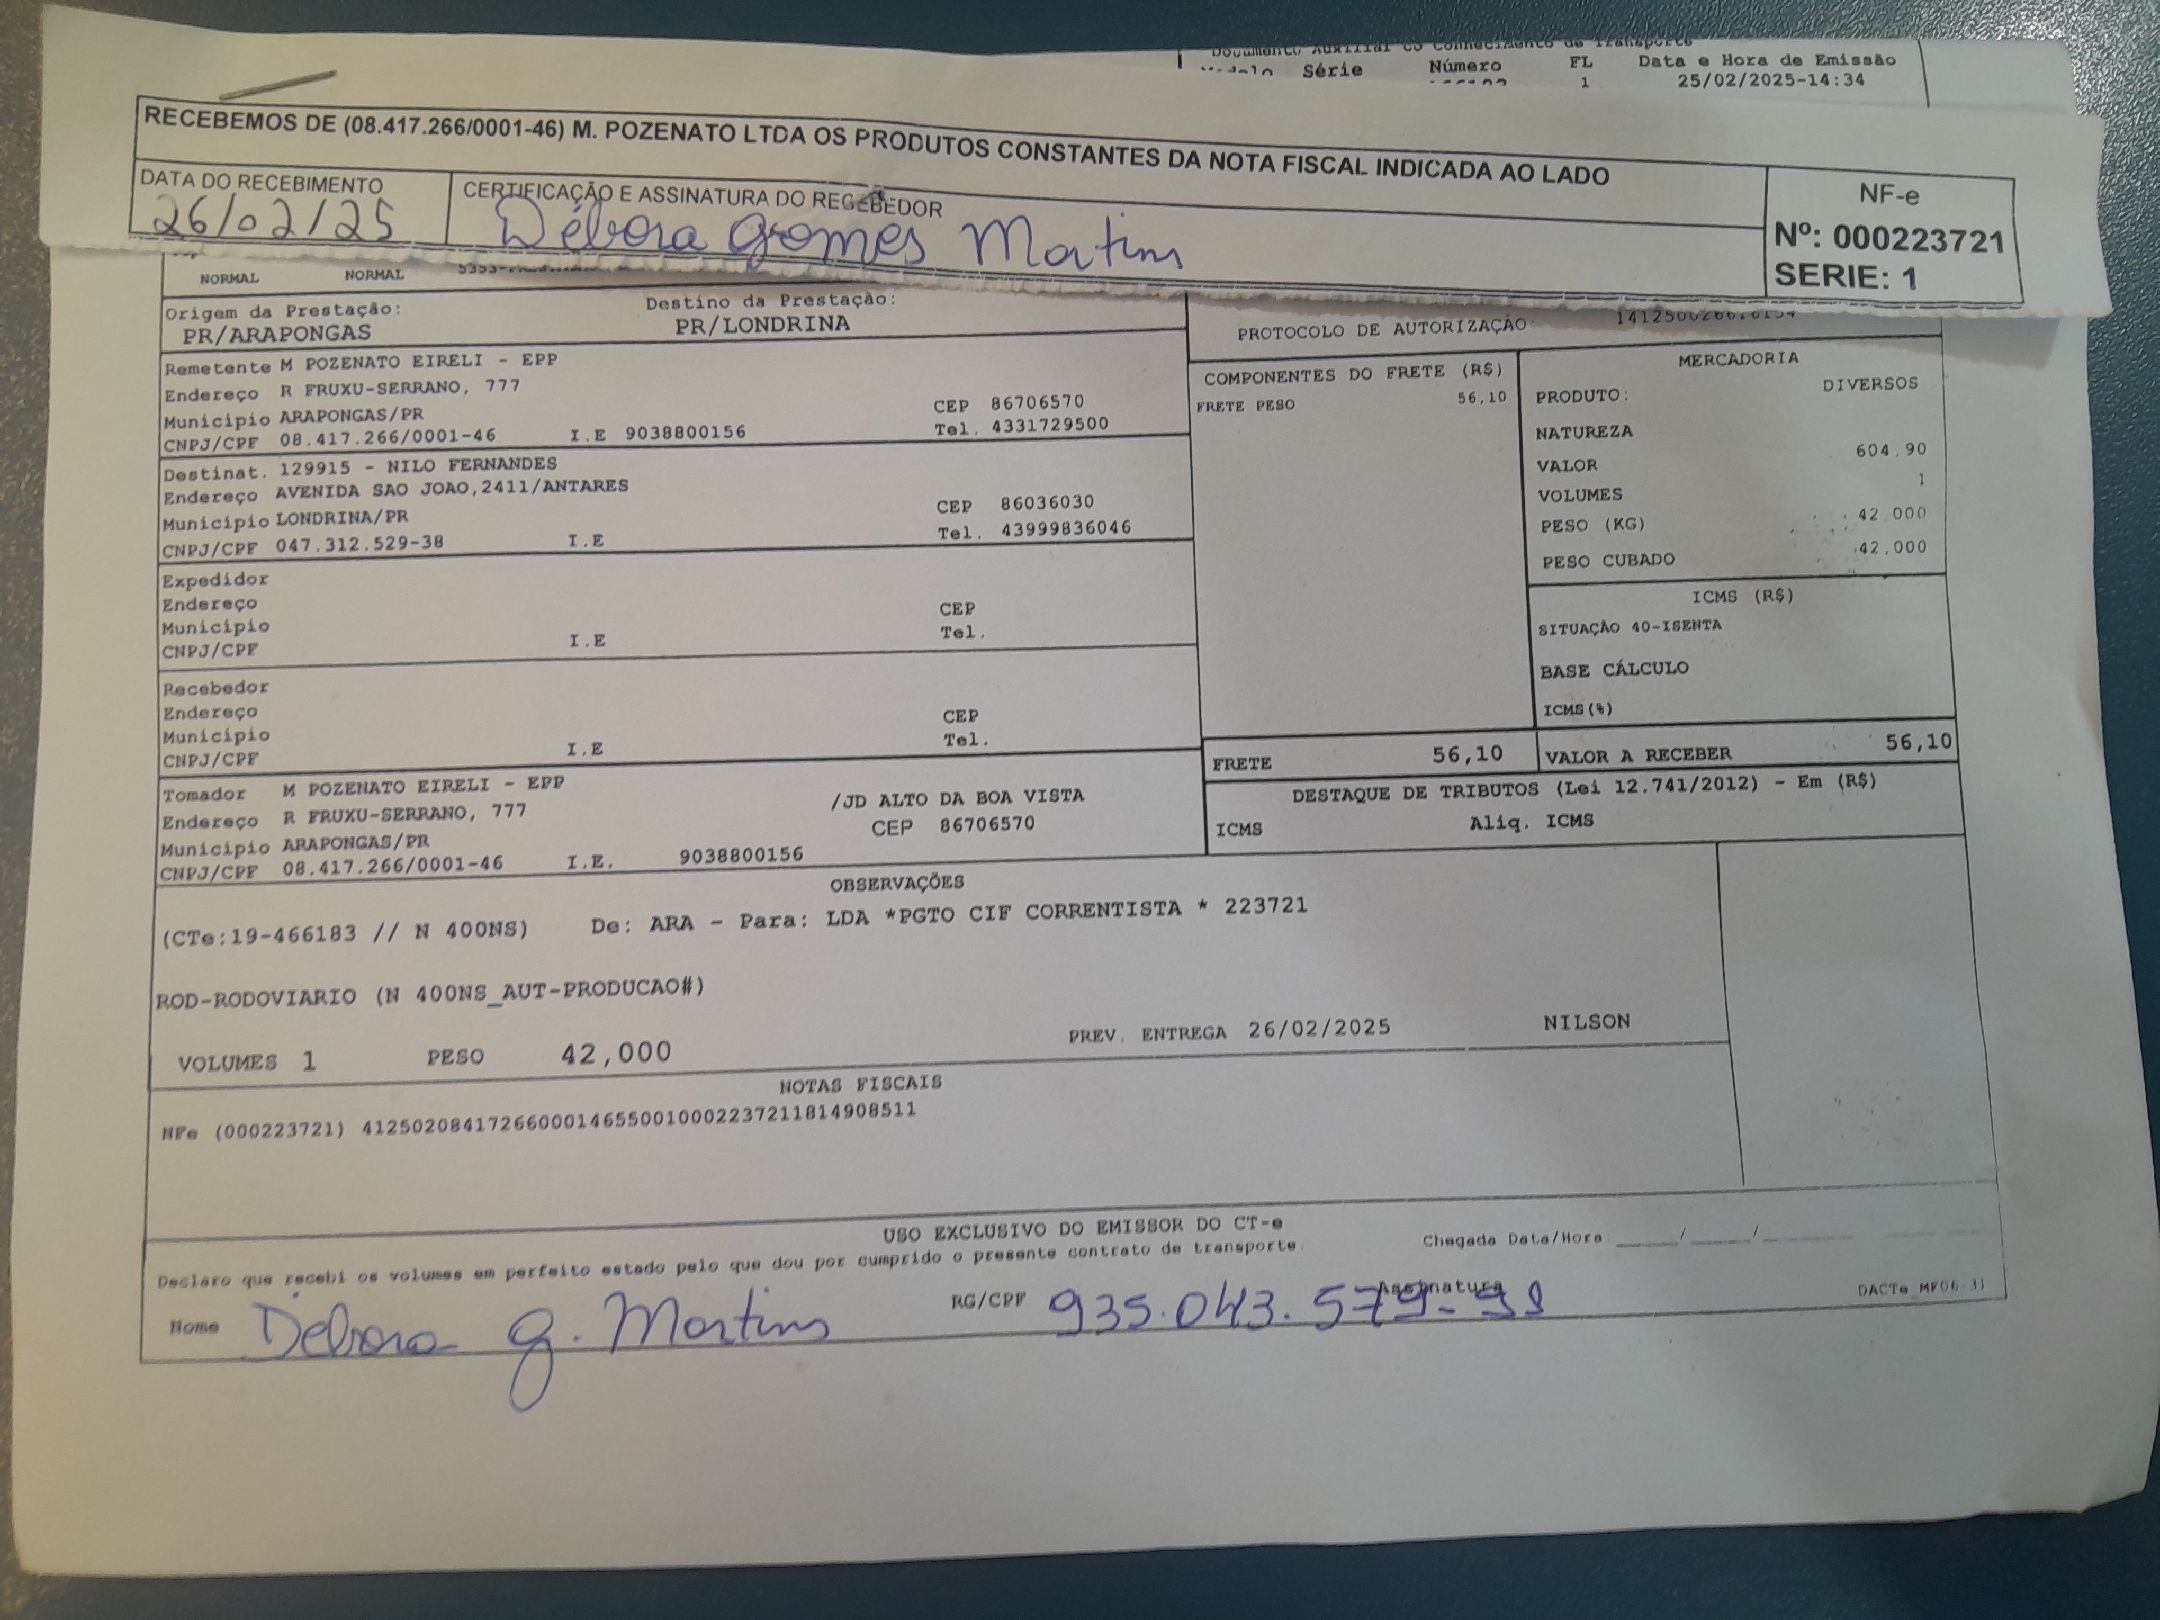 Documento Auxiliar do Conhecimento de Transporte
Série Número FL Data e Hora de Emissão
1 25/02/2025-14:34
RECEBEMOS DE (08.417.266/0001-46) M. POZENATO LTDA OS PRODUTOS CONSTANTES DA NOTA FISCAL INDICADA AO LADO
DATA DO RECEBIMENTO CERTIFICAÇÃO E ASSINATURA DO RECEBEDOR NF-e
26/02/25 Débora Gomes Martins Nº: 000223721
SERIE: 1
NORMAL NORMAL
Origem da Prestação: Destino da Prestação:
PR/ARAPONGAS PR/LONDRINA
PROTOCOLO DE AUTORIZAÇÃO
Remetente M POZENATO EIRELI - EPP
Endereço R FRUXU-SERRANO, 777
Município ARAPONGAS/PR CEP 86706570
CNPJ/CPF 08.417.266/0001-46 I.E 9038800156 Tel. 4331729500
Destinat. 129915 - NILO FERNANDES
Endereço AVENIDA SAO JOAO,2411/ANTARES
Município LONDRINA/PR CEP 86036030
CNPJ/CPF 047.312.529-38 I.E Tel. 43999836046
Expedidor
Endereço
Município CEP
CNPJ/CPF I.E Tel.
Recebedor
Endereço
Município CEP
CNPJ/CPF I.E Tel.
Tomador M POZENATO EIRELI - EPP
Endereço R FRUXU-SERRANO, 777 /JD ALTO DA BOA VISTA
Município ARAPONGAS/PR CEP 86706570
CNPJ/CPF 08.417.266/0001-46 I.E. 9038800156
COMPONENTES DO FRETE (R$)
FRETE PESO 56,10
MERCADORIA
PRODUTO: DIVERSOS
NATUREZA
VALOR 604,90
VOLUMES 1
PESO (KG) 42,000
PESO CUBADO 42,000
ICMS (R$)
SITUAÇÃO 40-ISENTA
BASE CÁLCULO
ICMS(%)
FRETE 56,10 VALOR A RECEBER 56,10
DESTAQUE DE TRIBUTOS (Lei 12.741/2012) - Em (R$)
ICMS Aliq. ICMS
OBSERVAÇÕES
(CTe:19-466183 // N 400NS) De: ARA - Para: LDA *PGTO CIF CORRENTISTA * 223721
ROD-RODOVIARIO (N 400NS_AUT-PRODUCAO#)
VOLUMES 1 PESO 42,000 PREV. ENTREGA 26/02/2025 NILSON
NOTAS FISCAIS
NFe (000223721) 41250208417266000146550010002237211814908511
USO EXCLUSIVO DO EMISSOR DO CT-e
Declaro que recebi os volumes em perfeito estado pelo que dou por cumprido o presente contrato de transporte. Chegada Data/Hora ____/____/____
Nome Débora G. Martins RG/CPF 935.043.579-91 Assinatura DACTe_MF06-31